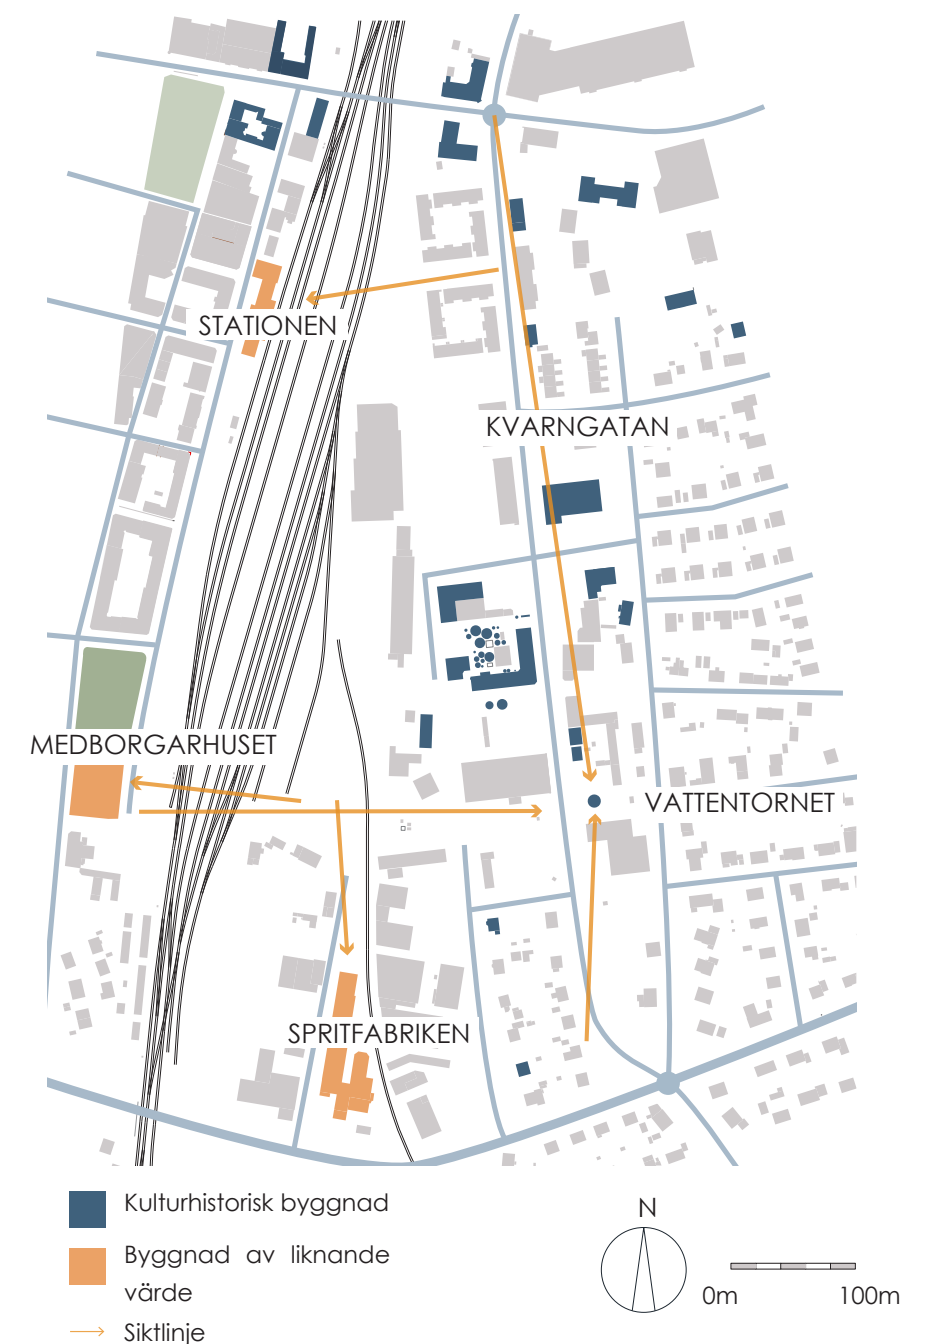 STATIONEN
KVARNGATAN
MEDBORGARHUSET
VATTENTORNET
SPRITFABRIKEN
Kulturhistorisk byggnad
Byggnad av liknande
värde
Siktlinje
N
0m 100m